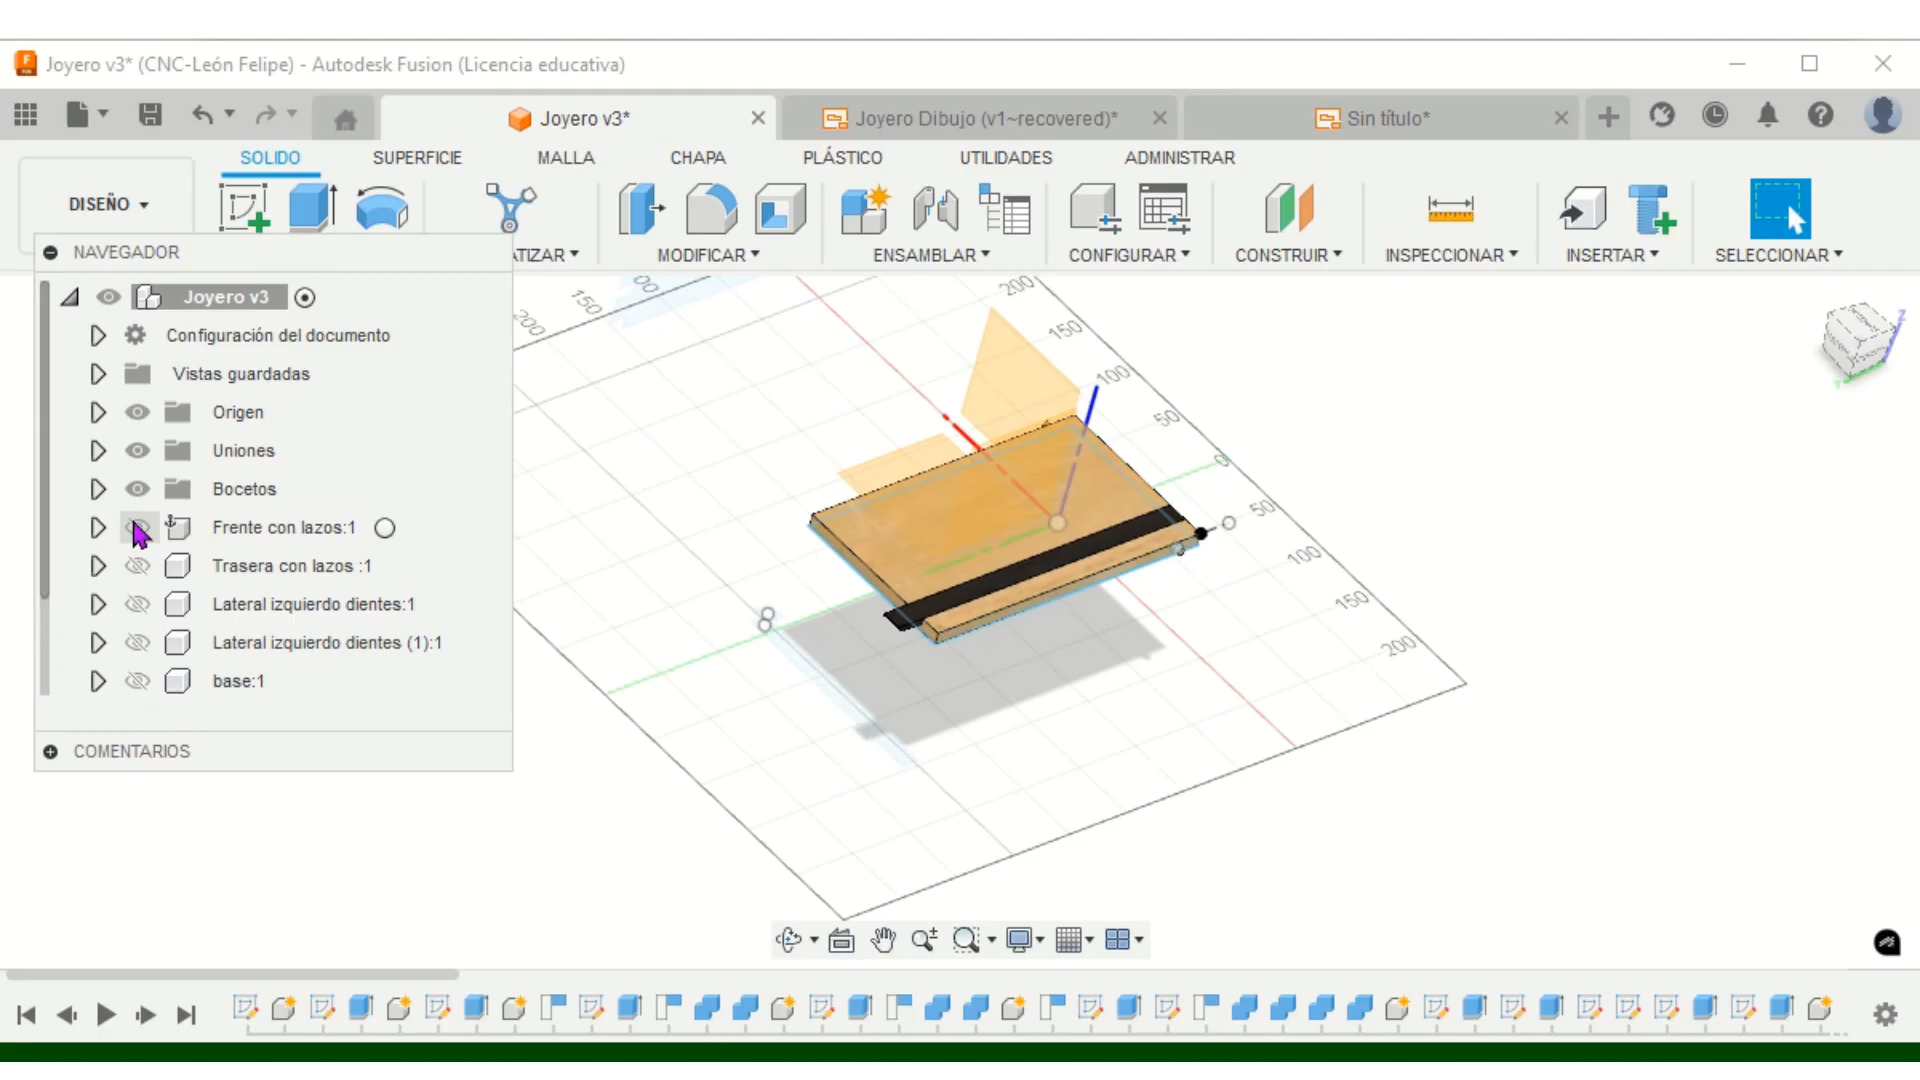 Joyero v3* (CNC-León Felipe) - Autodesk Fusion (Licencia educativa)
Joyero v3*
Joyero Dibujo (v1~recovered)*
Sin título*
SOLIDO
SUPERFICIE
MALLA
CHAPA
PLÁSTICO
UTILIDADES
ADMINISTRAR
DISEÑO
ATIZAR
MODIFICAR
ENSAMBLAR
CONFIGURAR
CONSTRUIR
INSPECCIONAR
INSERTAR
SELECCIONAR
NAVEGADOR
Joyero v3
Configuración del documento
Vistas guardadas
Origen
Uniones
Bocetos
Frente con lazos:1
Trasera con lazos :1
Lateral izquierdo dientes:1
Lateral izquierdo dientes (1):1
base:1
COMENTARIOS
200
150
00
200
150
100
50
0
50
100
150
200
Z